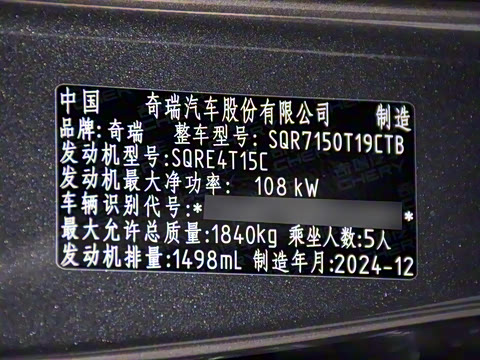 中国 奇瑞汽车股份有限公司 制造
品牌:奇瑞 整车型号:SQR7150T19CTB
发动机型号:SQRE4T15C
发动机最大净功率: 108kW
车辆识别代号:* *
最大允许总质量:1840kg 乘坐人数:5人
发动机排量:1498mL 制造年月:2024-12